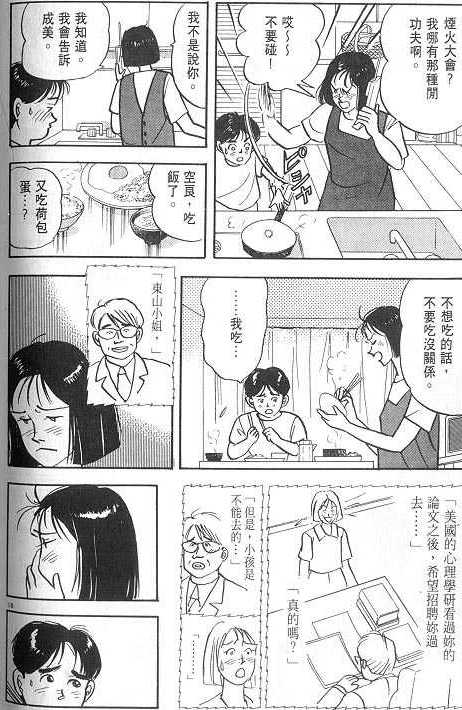 煙火大會？
我哪有那種閒
功夫啊。
哎～～
不要碰！
ピシャ
我不是說你。
我知道。
我會告訴
成美。
空良，吃
飯了。
又吃荷包
蛋…？
不想吃的話，
不要吃沒關係。
……我吃…
「東山小姐，」
「美國的心理學研看過妳的
論文之後，希望招聘妳過
去……」
「真的嗎？」
「但是，小孩是
不能去的…」
「……」
18